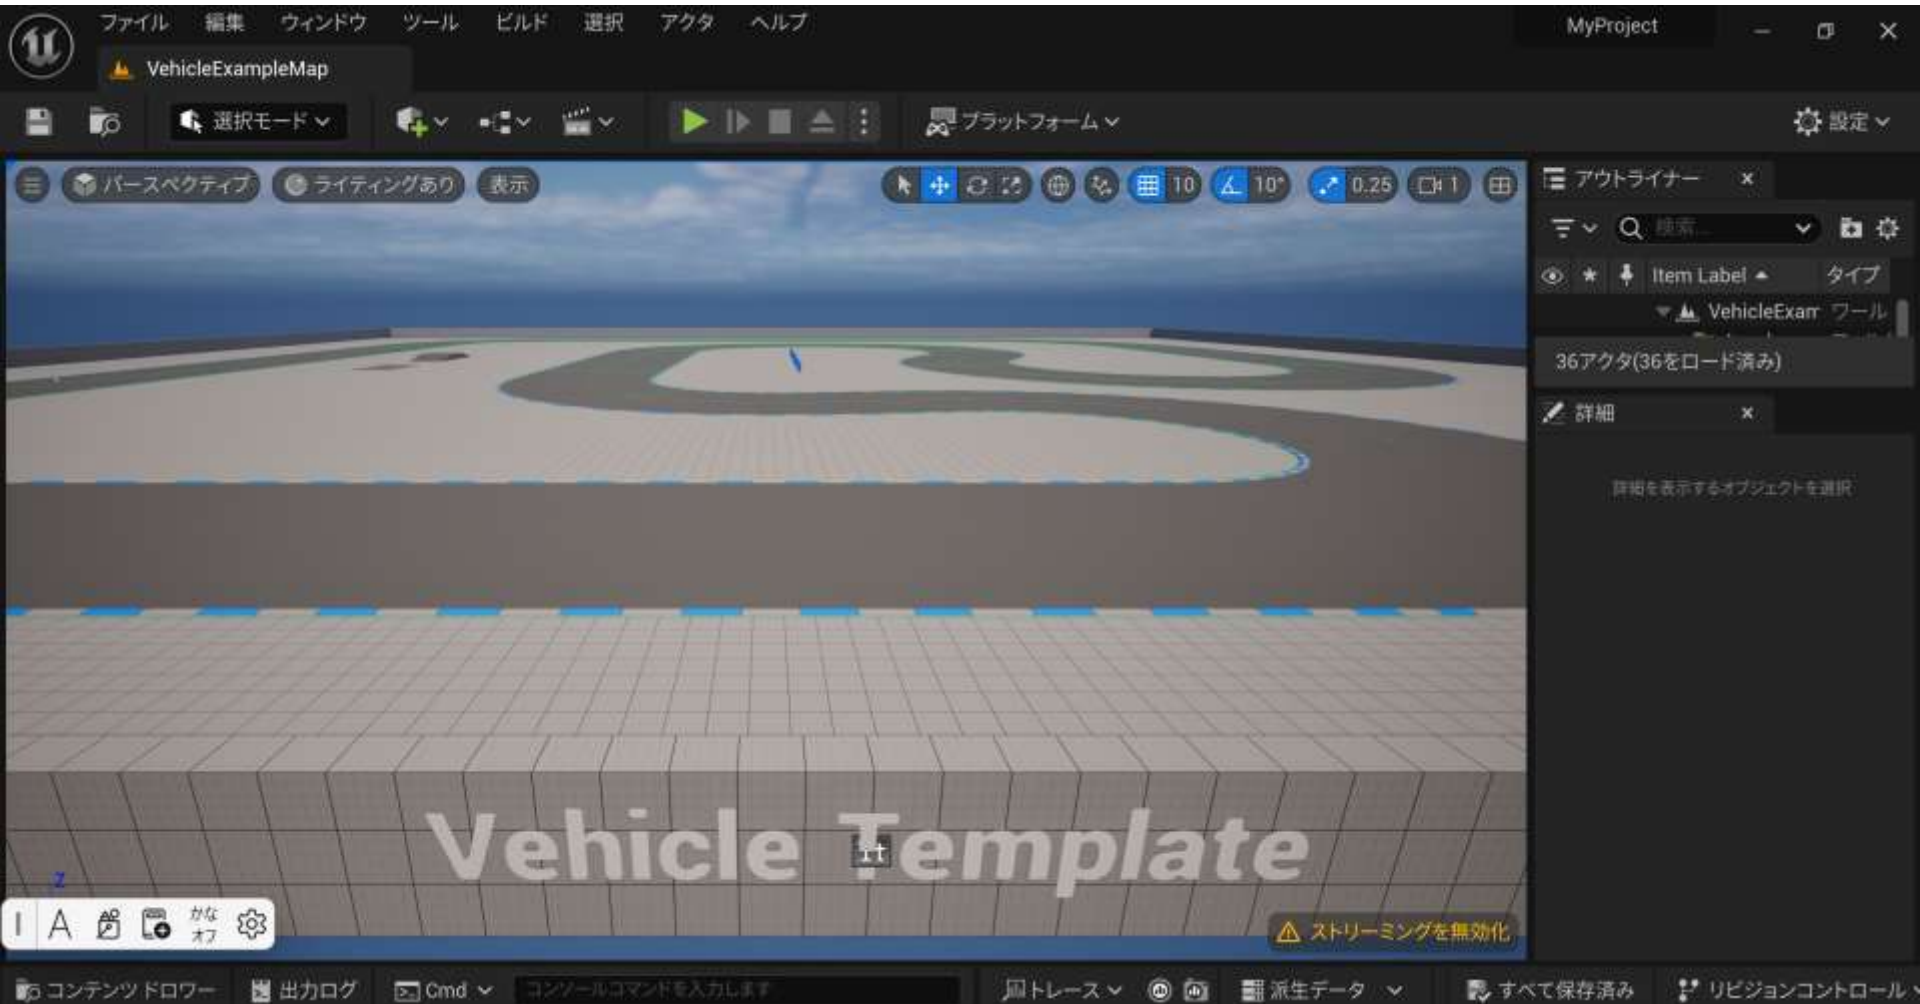 ファイル 編集 ウィンドウ ツール ビルド 選択 アクタ ヘルプ MyProject
VehicleExampleMap
選択モード プラットフォーム 設定
パースペクティブ ライティングあり 表示 10 10° 0.25 1 アウトライナー
検索...
Item Label タイプ
VehicleExam ワール
36アクタ(36をロード済み)
詳細
詳細を表示するオブジェクトを選択
Vehicle Template
Z
A かなオフ
ストリーミングを無効化
コンテンツドロワー 出力ログ Cmd コンソールコマンドを入力します トレース 派生データ すべて保存済み リビジョンコントロール